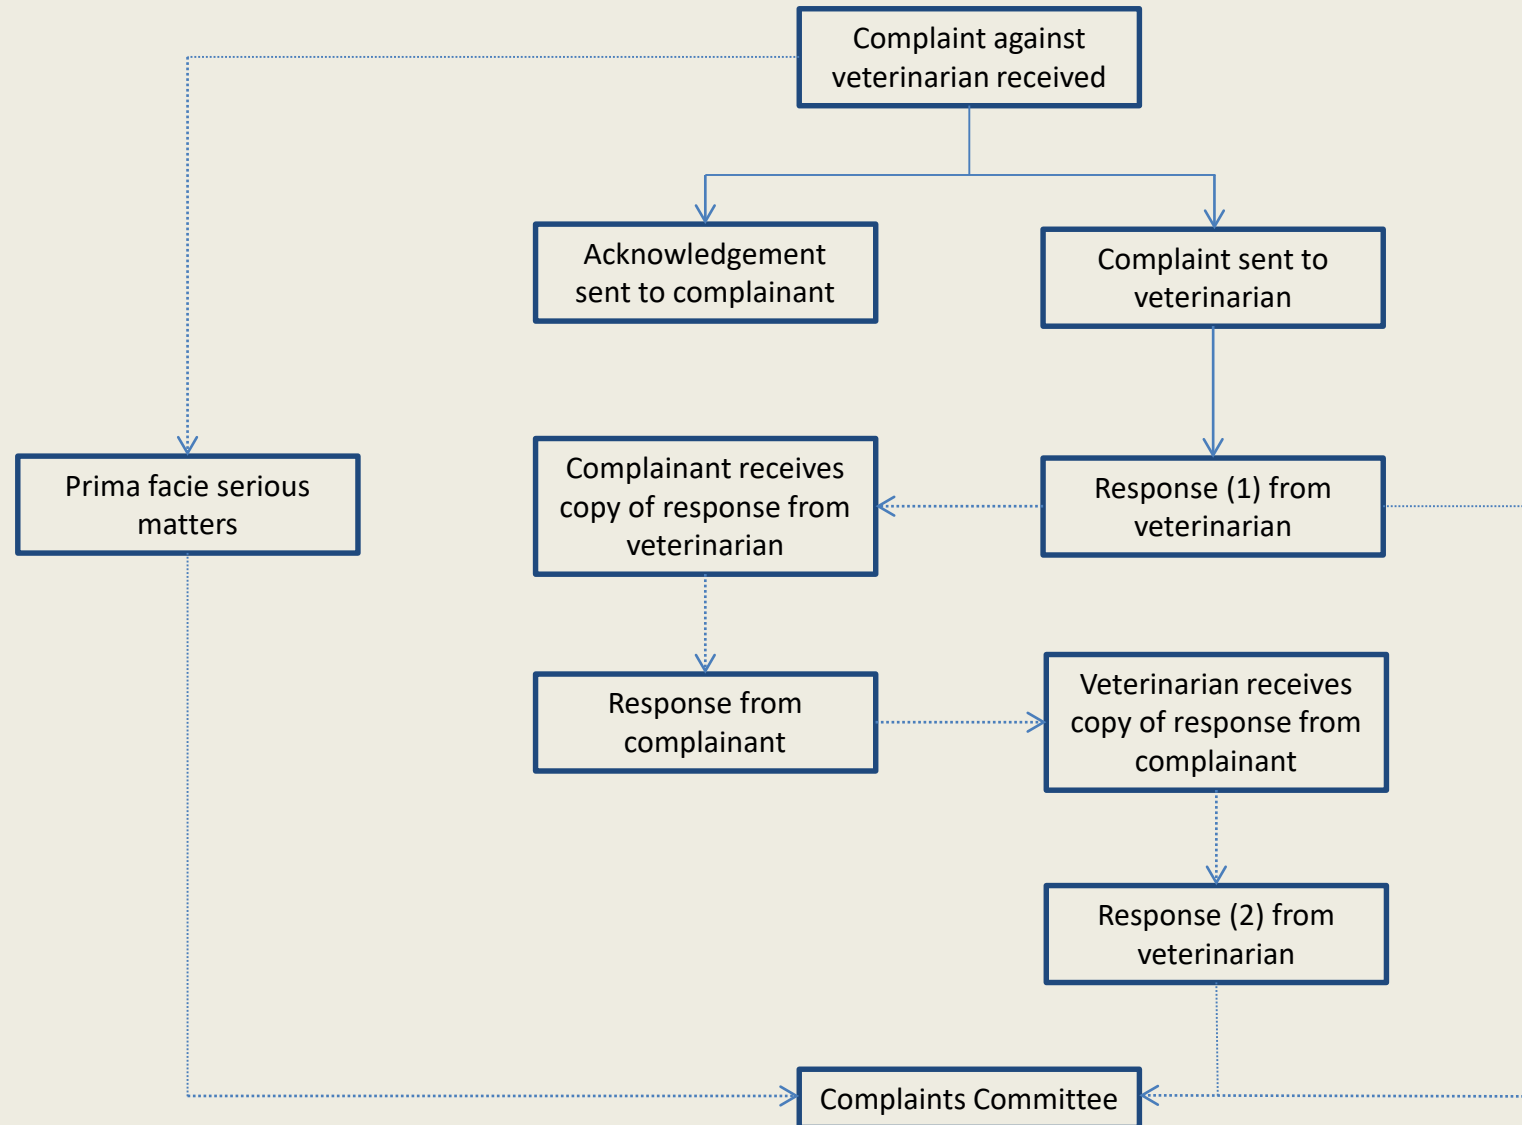 Complaint against
veterinarian received
Acknowledgement
sent to complainant
Complaint sent to
veterinarian
Prima facie serious
matters
Complainant receives
copy of response from
veterinarian
Response (1) from
veterinarian
Response from
complainant
Veterinarian receives
copy of response from
complainant
Response (2) from
veterinarian
Complaints Committee